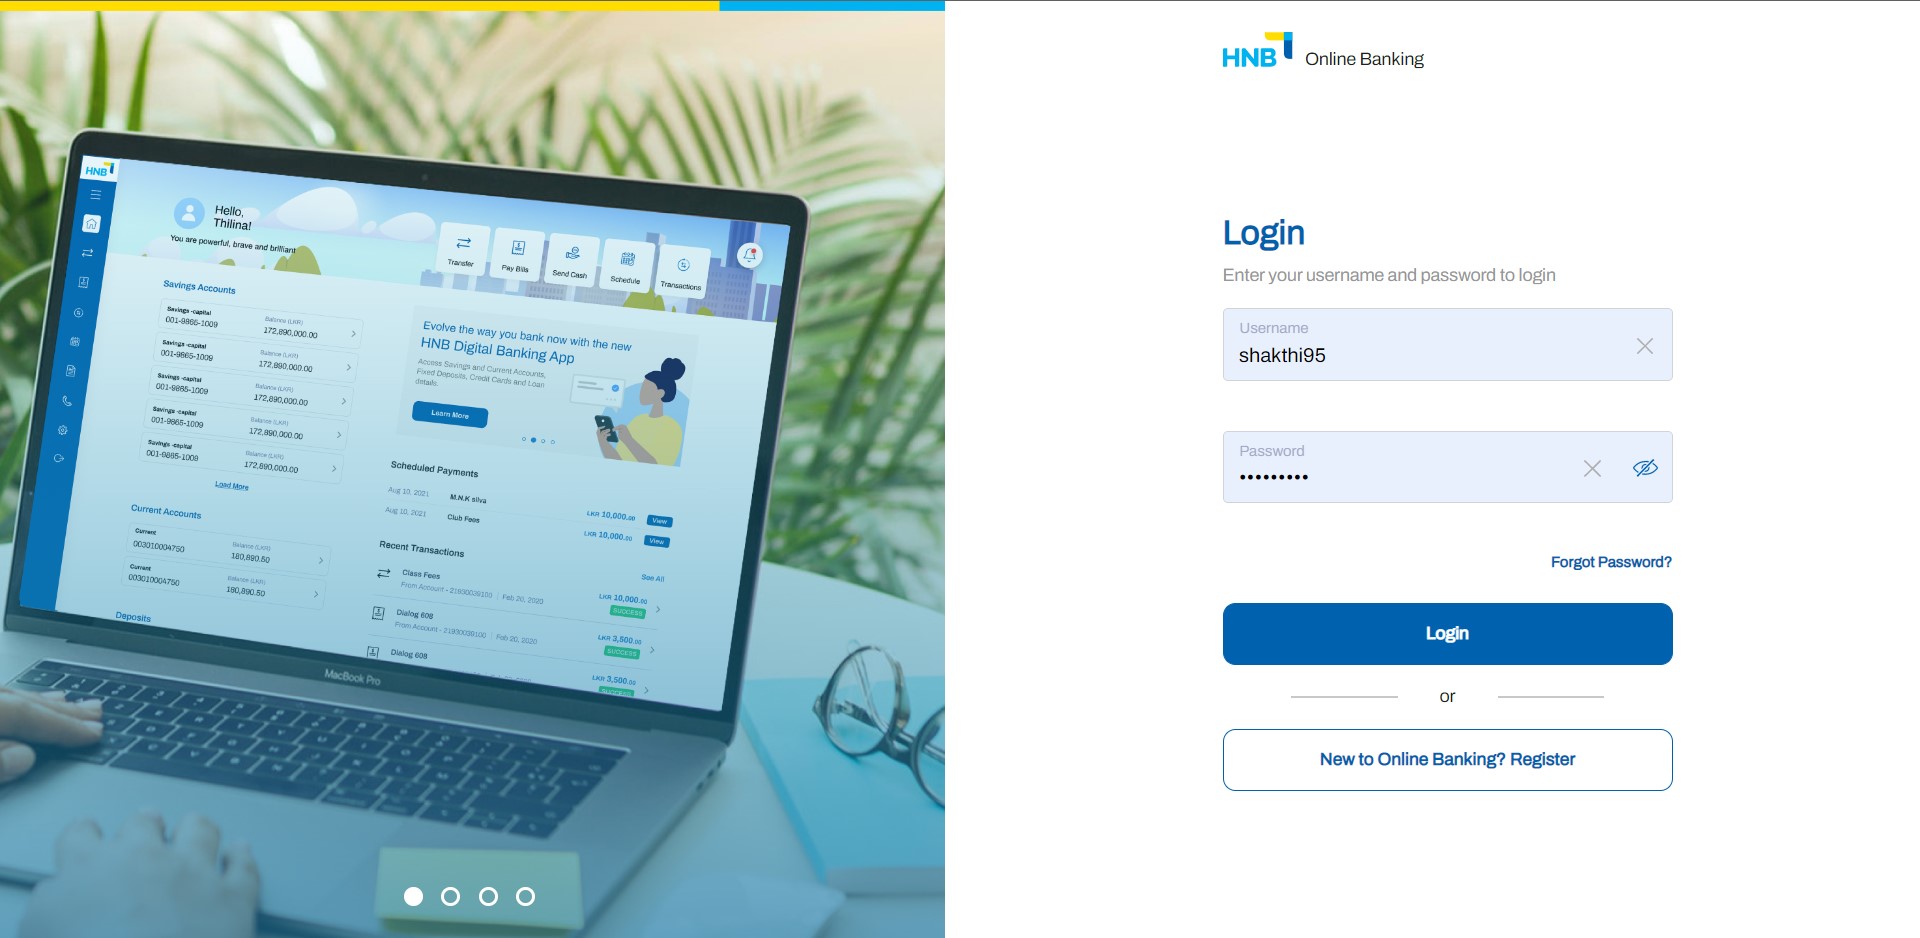 HNB
Hello,
Thilina!
You are powerful, brave and brilliant
Transfer
Pay Bills
Send Cash
Schedule
Transactions
Savings Accounts
Savings -capital
Balance (LKR)
001-9865-1009
172,890,000.00
Savings -capital
Balance (LKR)
001-9865-1009
172,890,000.00
Savings -capital
Balance (LKR)
001-9865-1009
172,890,000.00
Savings -capital
Balance (LKR)
001-9865-1009
172,890,000.00
Savings -capital
Balance (LKR)
001-9865-1009
172,890,000.00
Load More
Current Accounts
Current
Balance (LKR)
003010004750
180,890.50
Current
Balance (LKR)
003010004750
190,890.50
Deposits
Evolve the way you bank now with the new
HNB Digital Banking App
Access Savings and Current Accounts,
Fixed Deposits, Credit Cards and Loan
details.
Learn More
Scheduled Payments
Aug 10, 2021 M.N.K silva LKR 10,000.00 View
Aug 10, 2021 Club Fees LKR 10,000.00 View
Recent Transactions
See All
Class Fees
From Account - 21930039100 | Feb 20, 2020
LKR 10,000.00
SUCCESS
Dialog 608
From Account - 21930039100 | Feb 20, 2020
LKR 3,500.00
SUCCESS
Dialog 608
LKR 3,500.00
SUCCESS
MacBook Pro
HNB Online Banking
Login
Enter your username and password to login
Username
shakthi95
Password
•••••••••
Forgot Password?
Login
or
New to Online Banking? Register